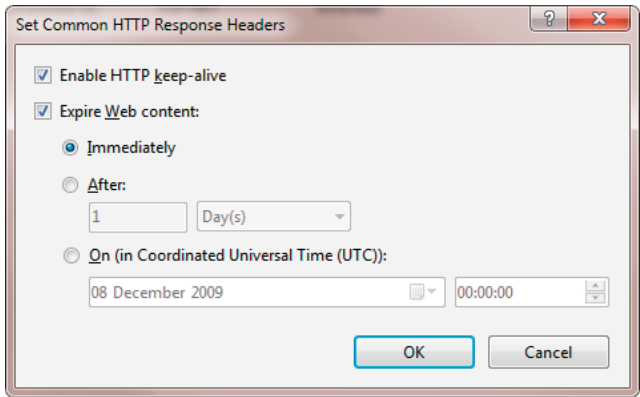 Set Common HTTP Response Headers
Enable HTTP keep-alive
Expire Web content:
Immediately
After:
1 Day(s)
On (in Coordinated Universal Time (UTC)):
08 December 2009 00:00:00
OK Cancel